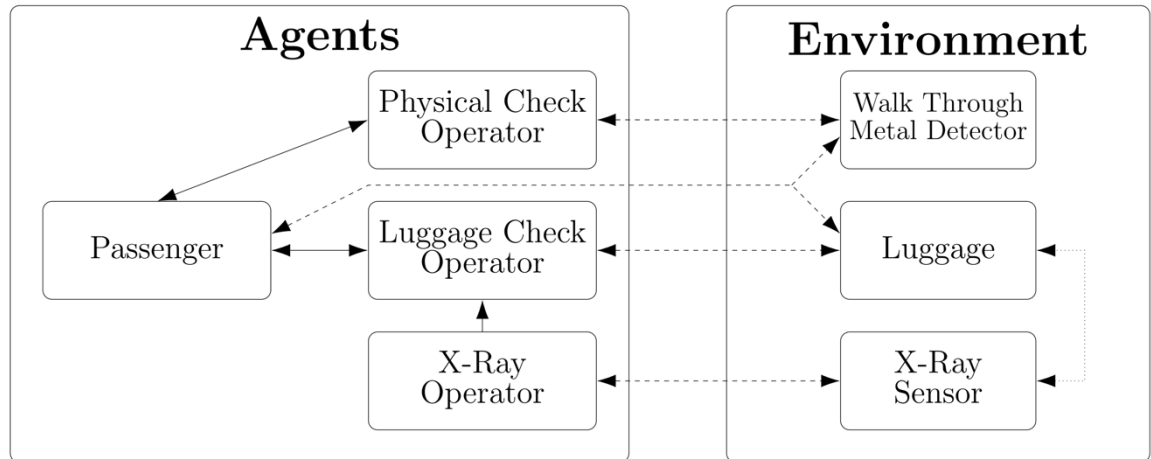 Agents
Environment
Physical Check
Operator
Walk Through
Metal Detector
Passenger
Luggage Check
Operator
Luggage
X-Ray
Operator
X-Ray
Sensor